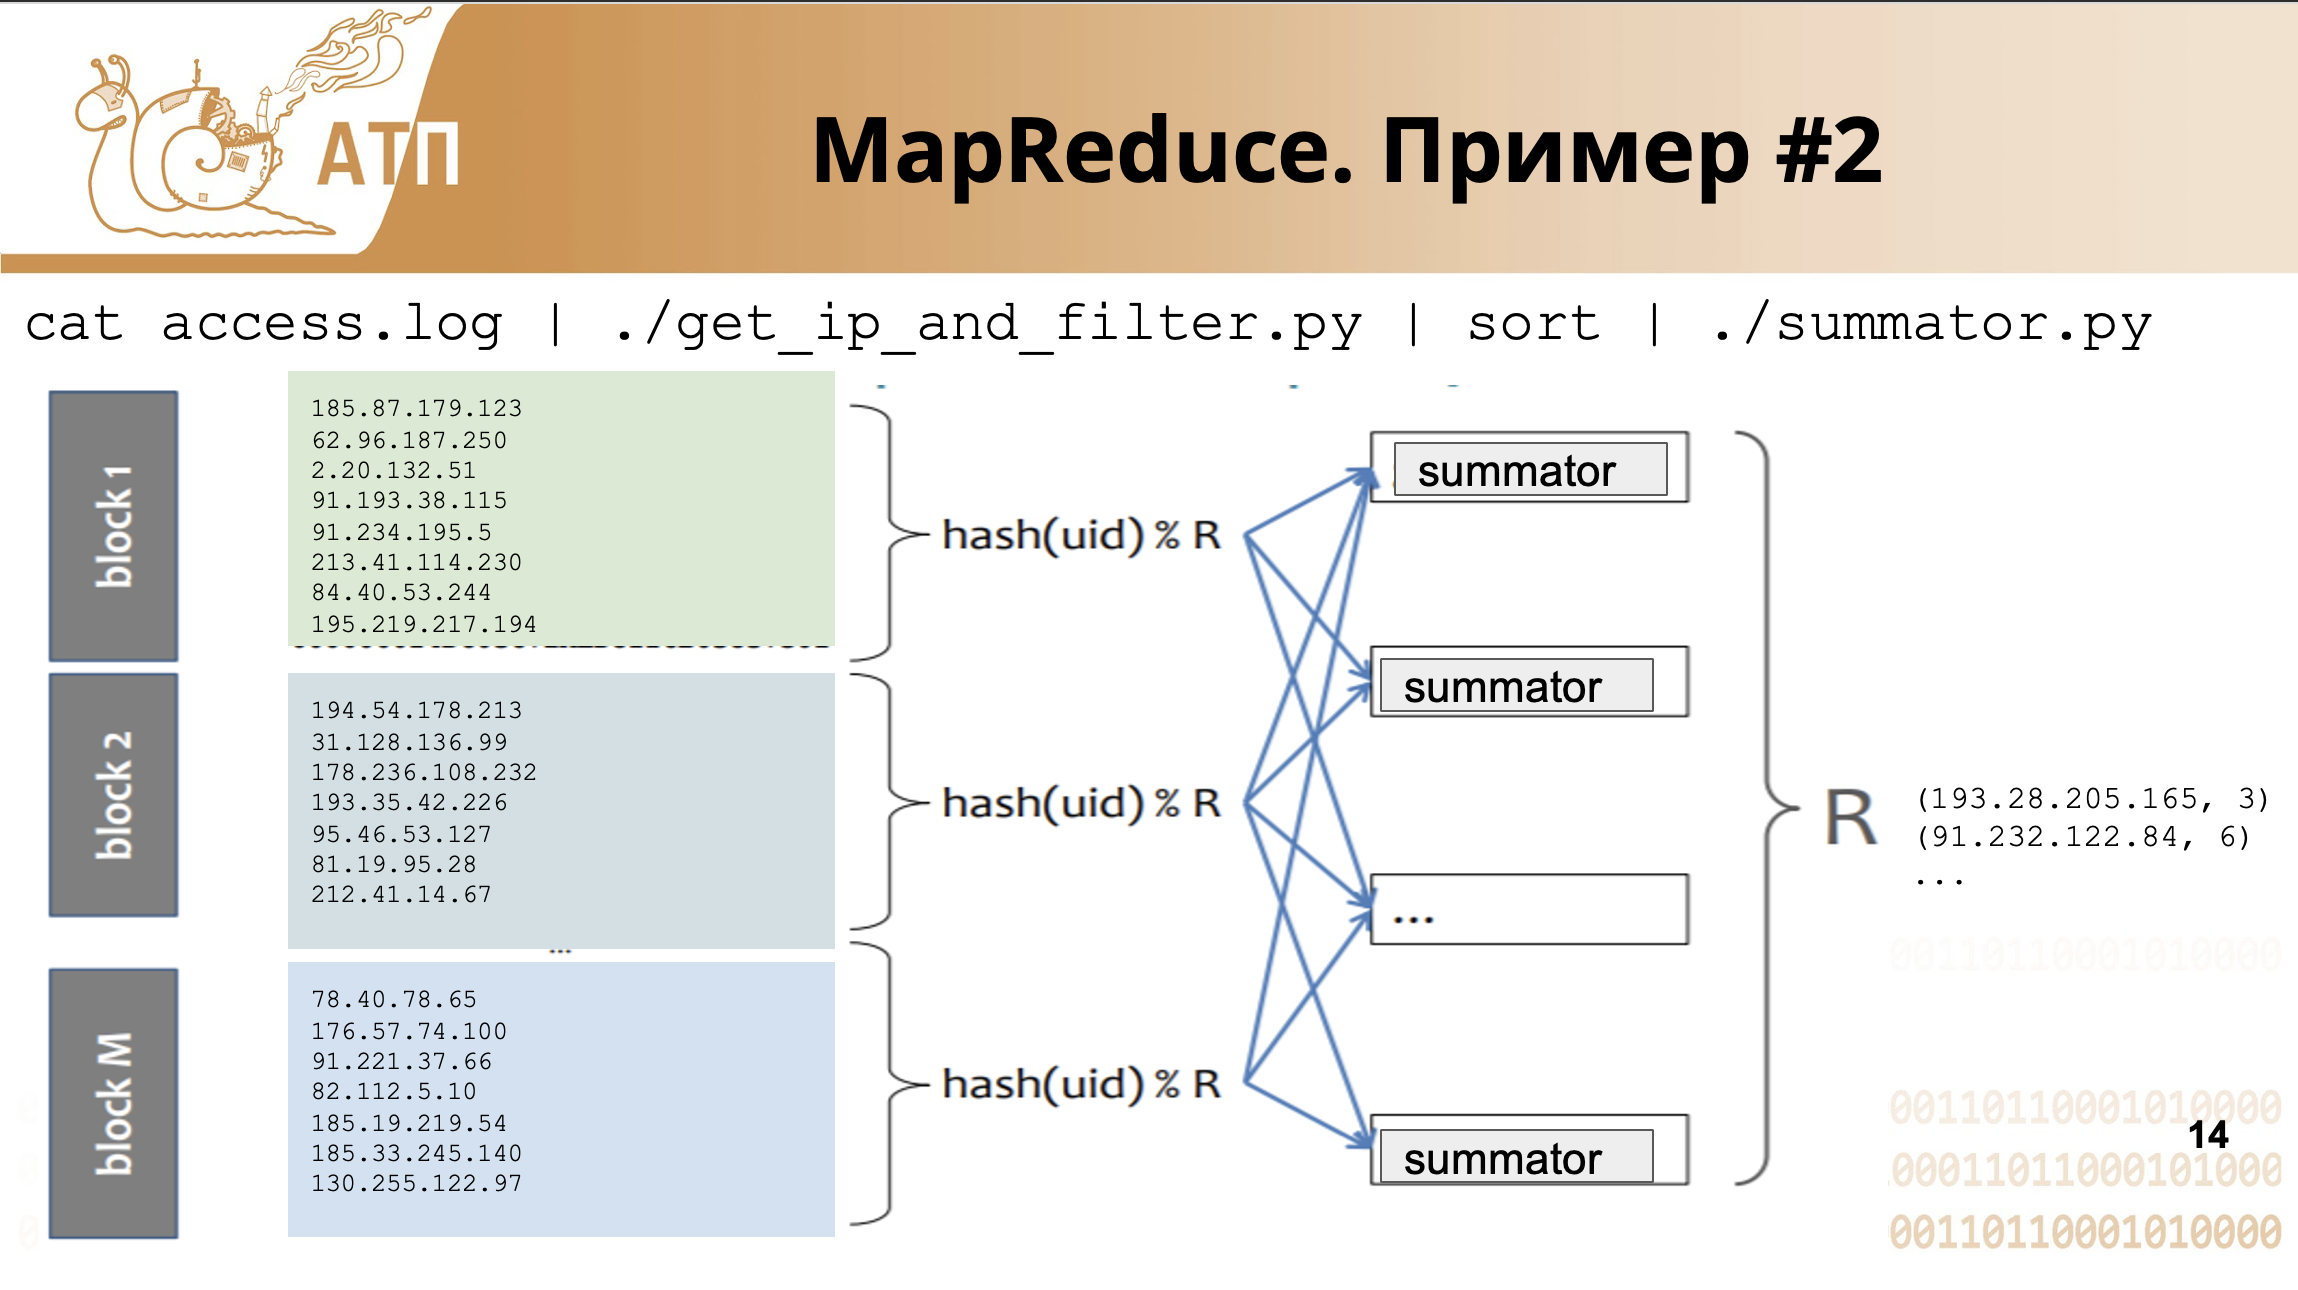 АТП
MapReduce. Пример #2
cat access.log | ./get_ip_and_filter.py | sort | ./summator.py
block 1
185.87.179.123
62.96.187.250
2.20.132.51
91.193.38.115
91.234.195.5
213.41.114.230
84.40.53.244
195.219.217.194
hash(uid) % R
block 2
194.54.178.213
31.128.136.99
178.236.108.232
193.35.42.226
95.46.53.127
81.19.95.28
212.41.14.67
hash(uid) % R
...
block M
78.40.78.65
176.57.74.100
91.221.37.66
82.112.5.10
185.19.219.54
185.33.245.140
130.255.122.97
hash(uid) % R
summator
summator
...
summator
R
(193.28.205.165, 3)
(91.232.122.84, 6)
...
00110110001010000
00110110001010000
14
00011011000101000
00110110001010000